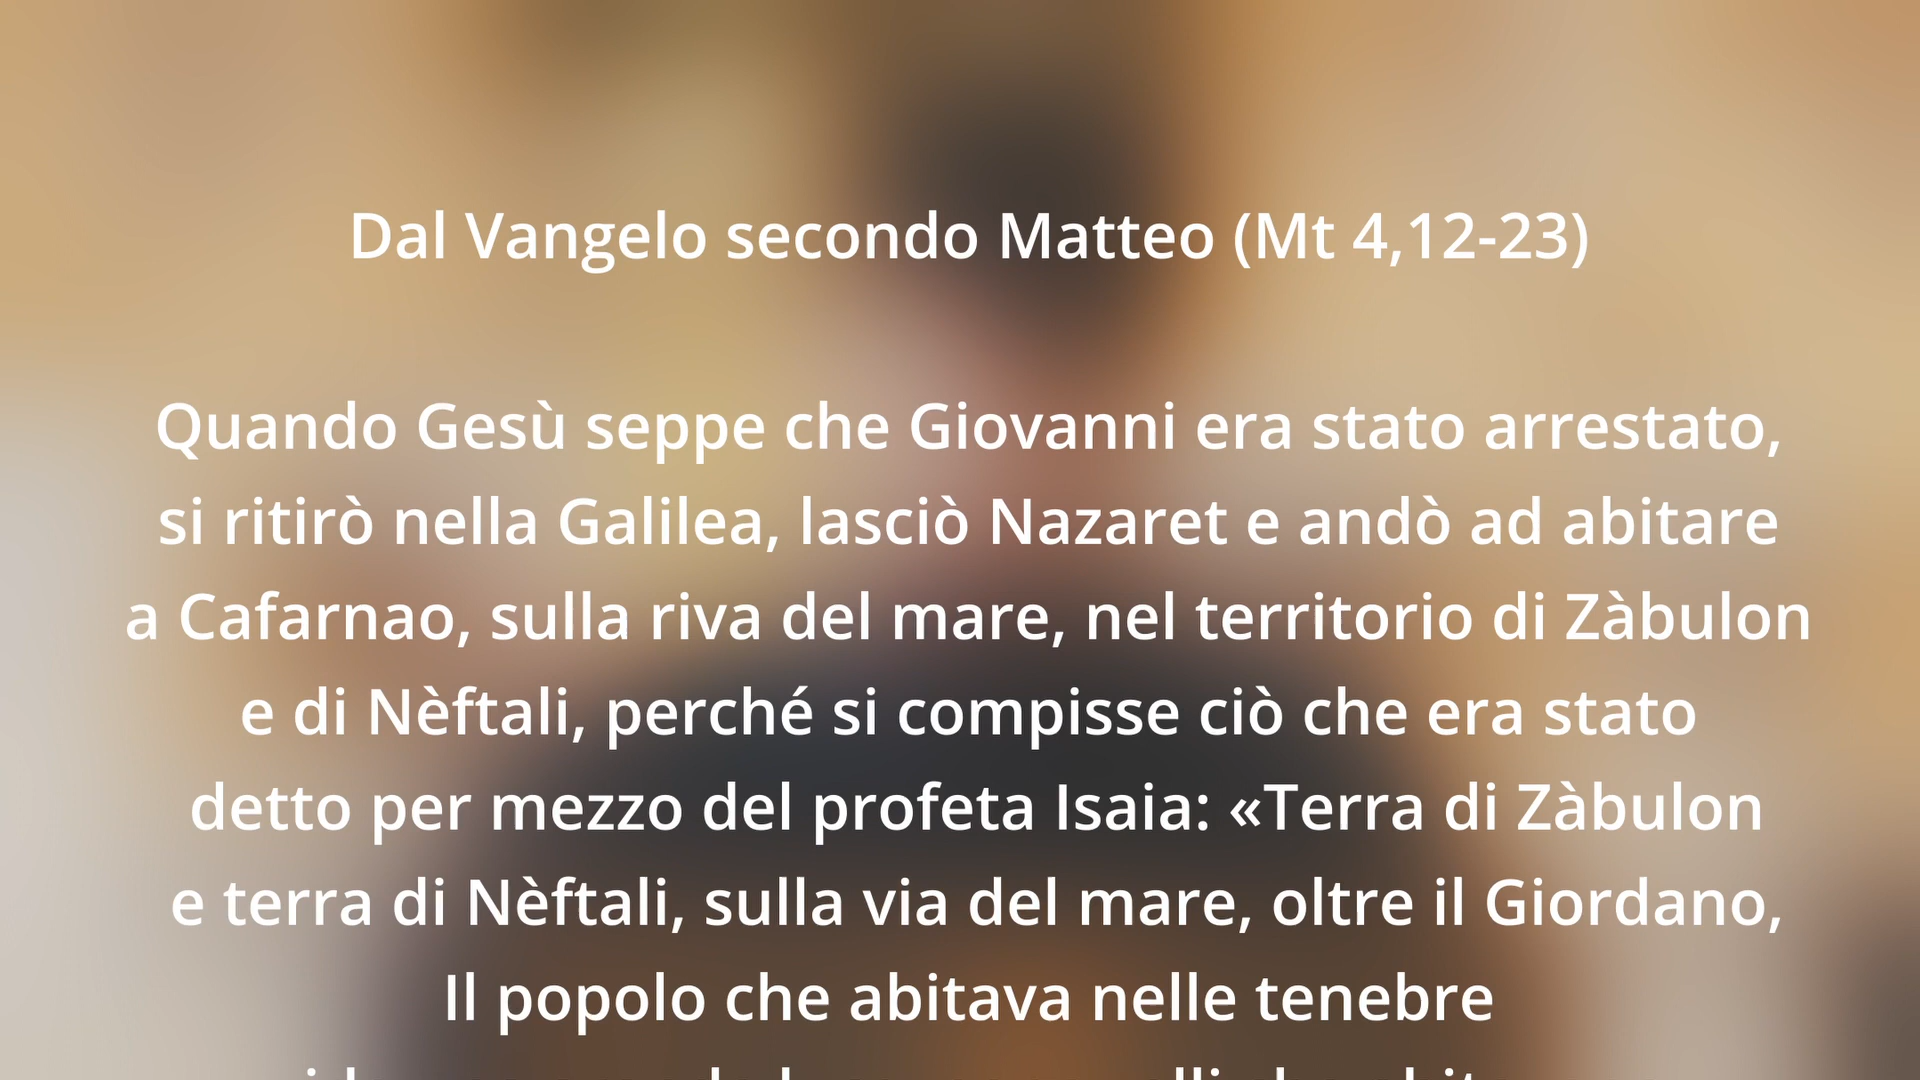 Dal Vangelo secondo Matteo (Mt 4,12-23)
Quando Gesù seppe che Giovanni era stato arrestato,
si ritirò nella Galilea, lasciò Nazaret e andò ad abitare
a Cafarnao, sulla riva del mare, nel territorio di Zàbulon
e di Nèftali, perché si compisse ciò che era stato
detto per mezzo del profeta Isaia: «Terra di Zàbulon
e terra di Nèftali, sulla via del mare, oltre il Giordano,
Il popolo che abitava nelle tenebre